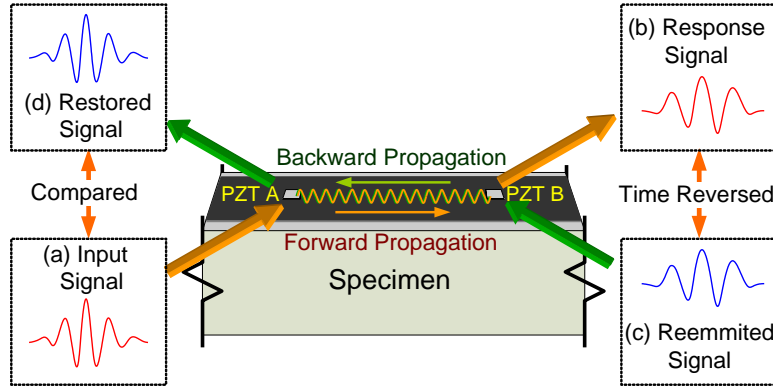 (d) Restored
Signal
Compared
(a) Input
Signal
Backward Propagation
PZT A
PZT B
Forward Propagation
Specimen
(b) Response
Signal
Time Reversed
(c) Reemmited
Signal